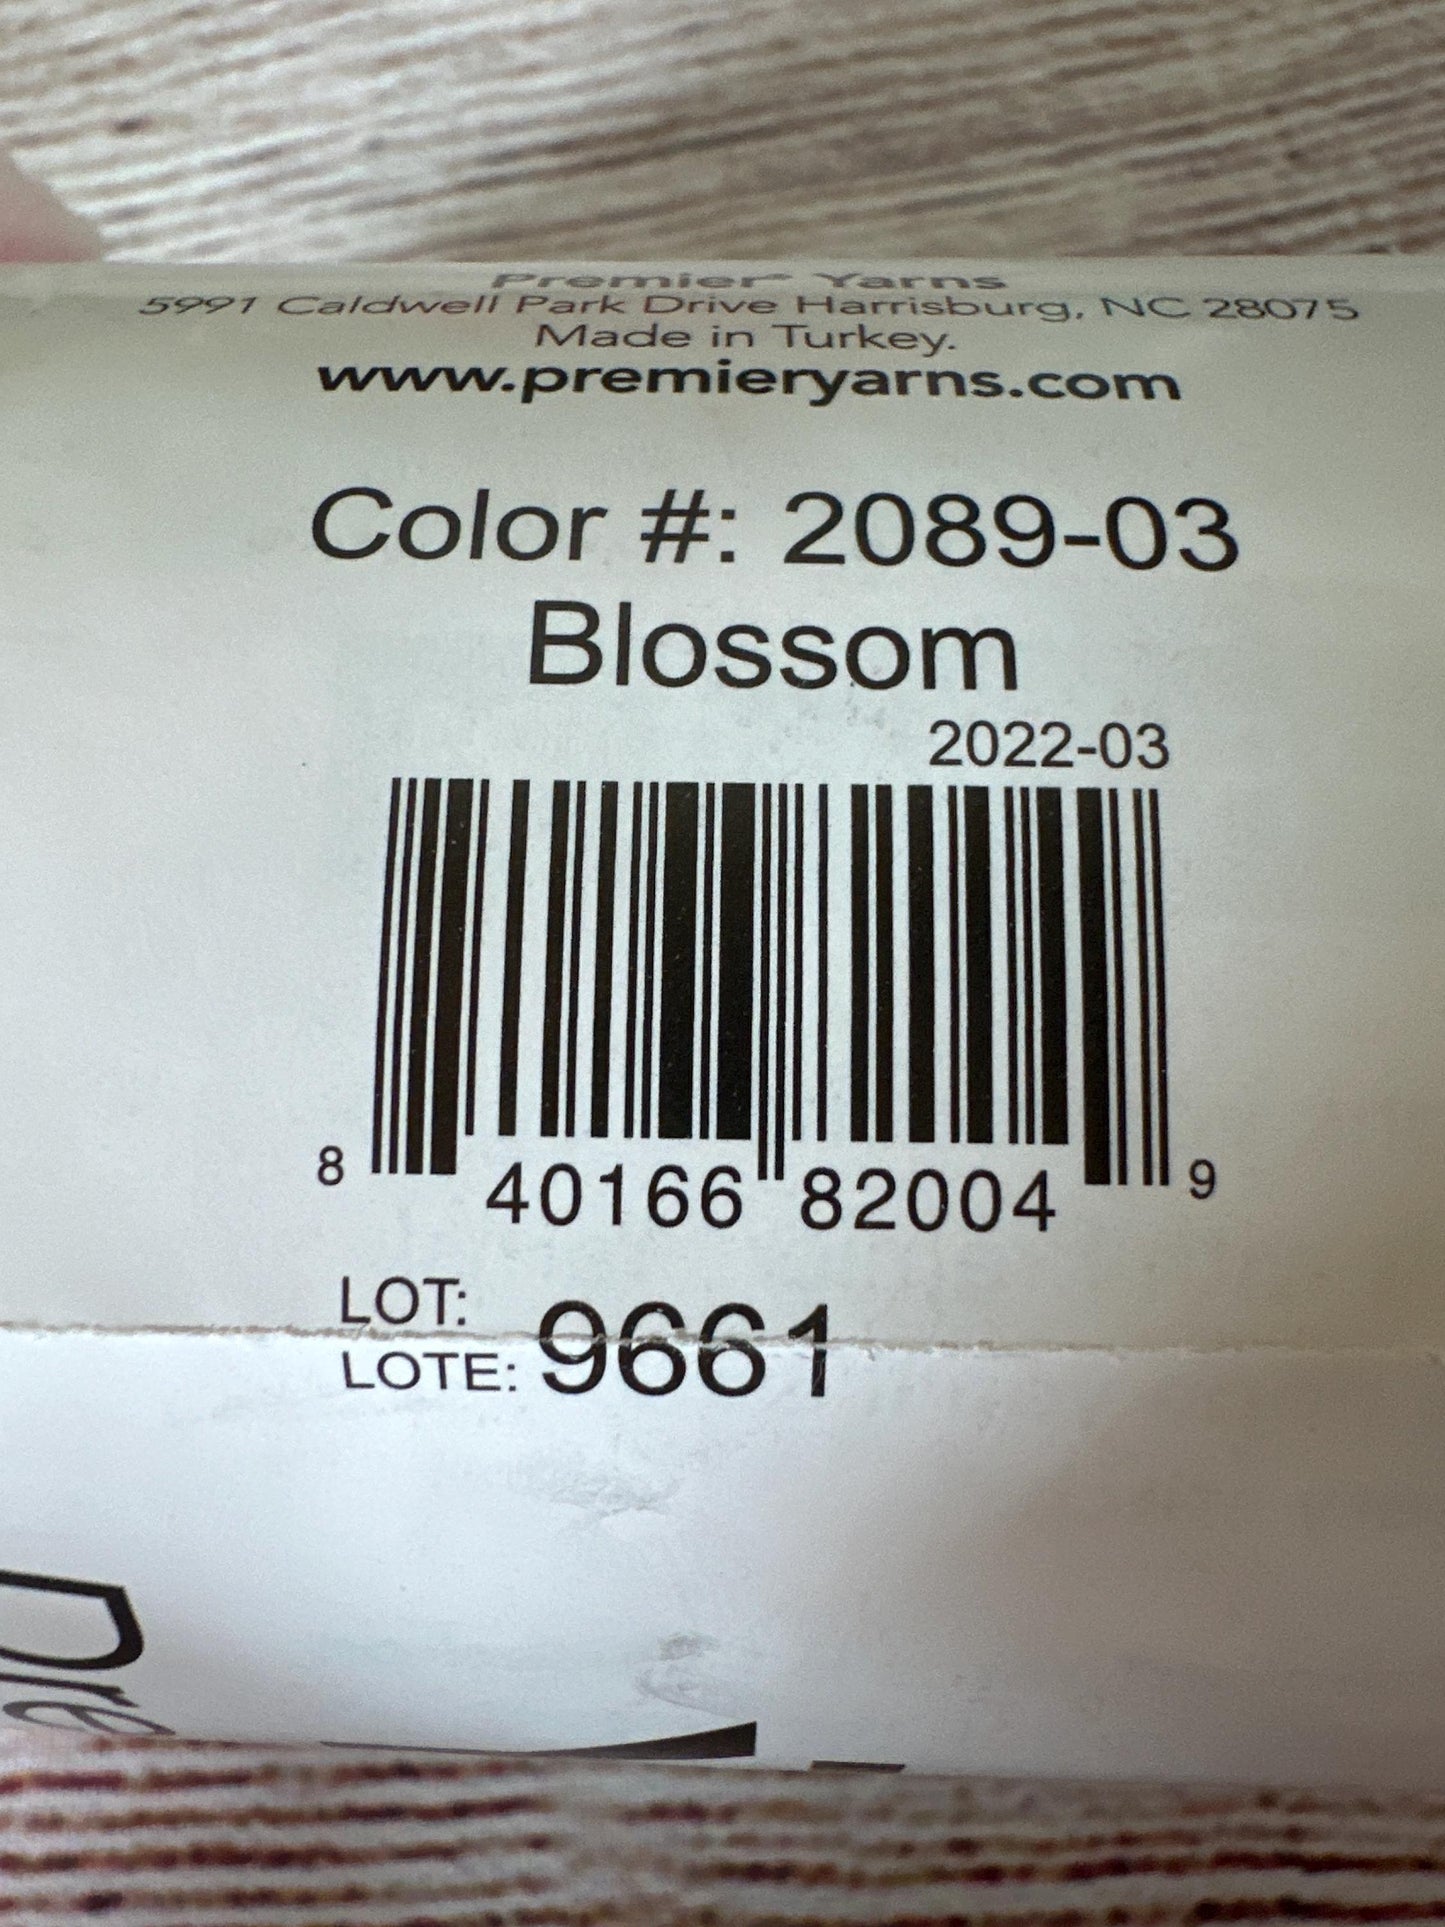 Premier® Yarns
5991 Caldwell Park Drive Harrisburg, NC 28075
Made in Turkey.
www.premieryarns.com
Color #: 2089-03
Blossom
2022-03
8 40166 82004 9
LOT:
LOTE: 9661